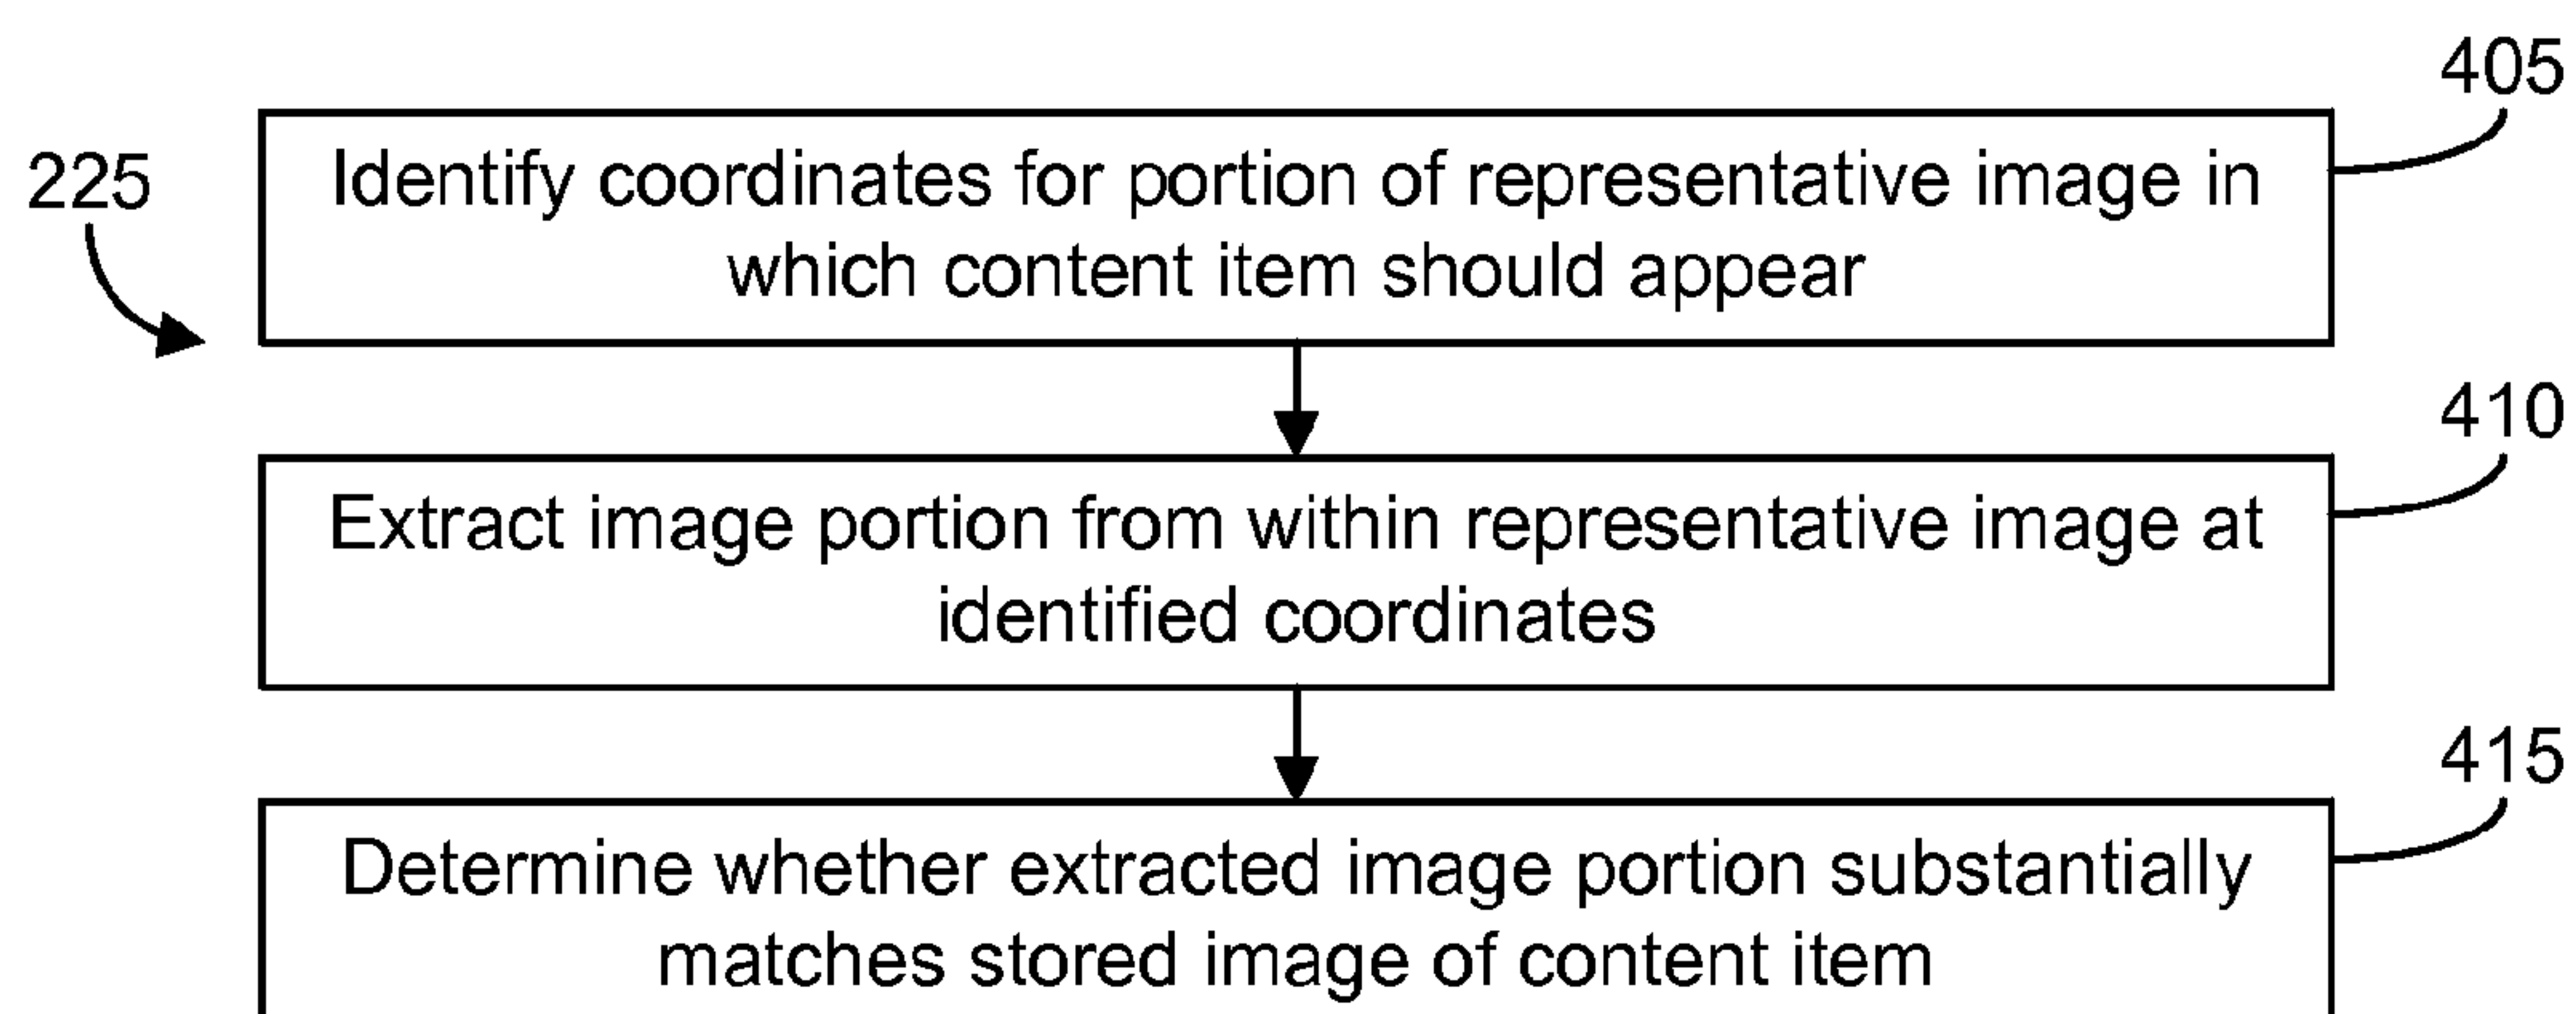 405
225
Identify coordinates for portion of representative image in
which content item should appear
410
Extract image portion from within representative image at
identified coordinates
415
Determine whether extracted image portion substantially
matches stored image of content item